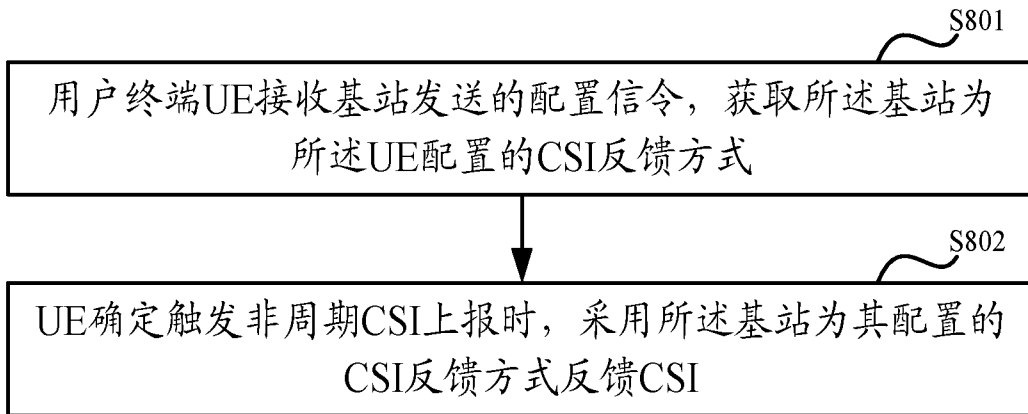 S801
用户终端UE接收基站发送的配置信令，获取所述基站为
所述UE配置的CSI反馈方式
S802
UE确定触发非周期CSI上报时，采用所述基站为其配置的
CSI反馈方式反馈CSI